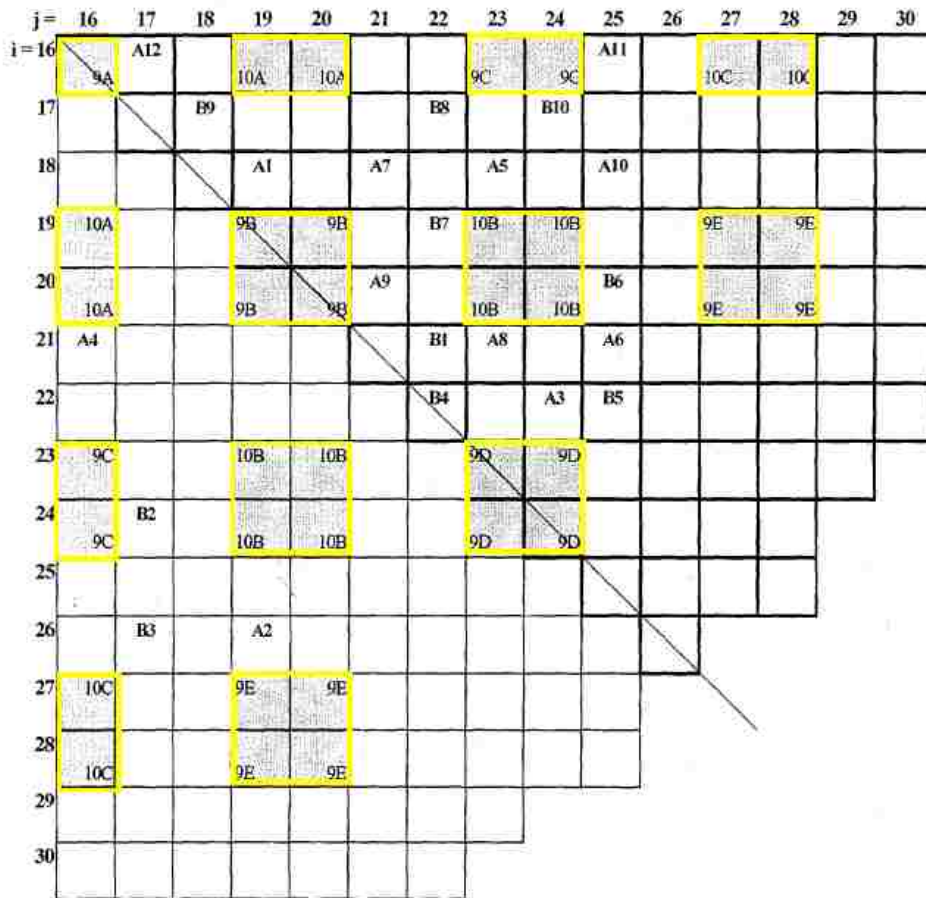 j = 16 17 18 19 20 21 22 23 24 25 26 27 28 29 30
i = 16 A12 A11
9A 10A 10A 9C 9C 10C 10C
17 B9 B8 B10
18 A1 A7 A5 A10
19 10A 9B 9B B7 10B 10B 9E 9E
20 A9 B6
10A 9B 9B 10B 10B 9E 9E
21 A4 B1 A8 A6
22 B4 A3 B5
23 9C 10B 10B 9D 9D
24 B2
9C 10B 10B 9D 9D
25
26 B3 A2
27 10C 9E 9E
28
10C 9E 9E
29
30